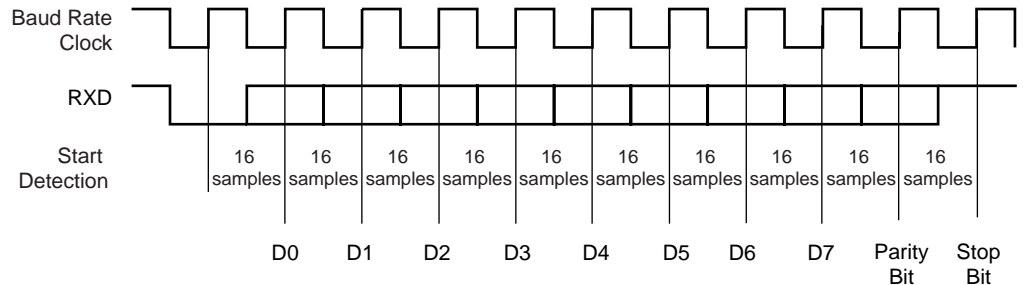 Baud Rate
Clock
RXD
Start
Detection
16 16 16 16 16 16 16 16 16 16
samples samples samples samples samples samples samples samples samples samples
D0 D1 D2 D3 D4 D5 D6 D7 Parity Stop
Bit Bit